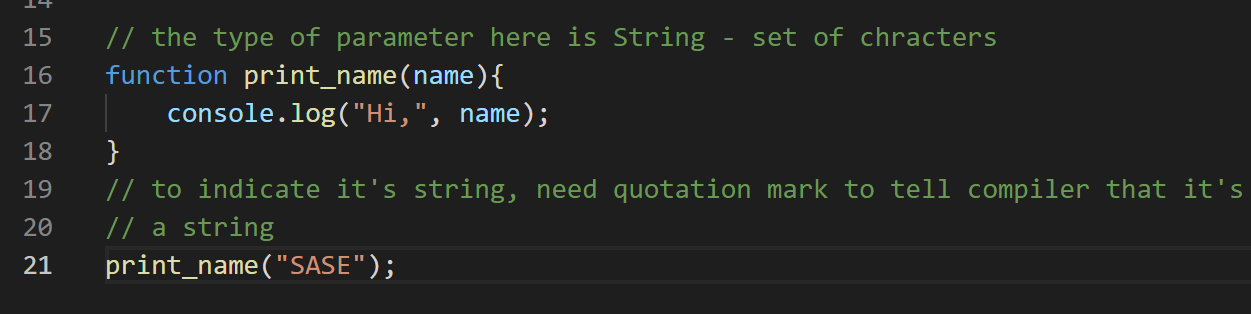 14
15 // the type of parameter here is String - set of chracters
16 function print_name(name){
17 console.log("Hi,", name);
18 }
19 // to indicate it's string, need quotation mark to tell compiler that it's
20 // a string
21 print_name("SASE");